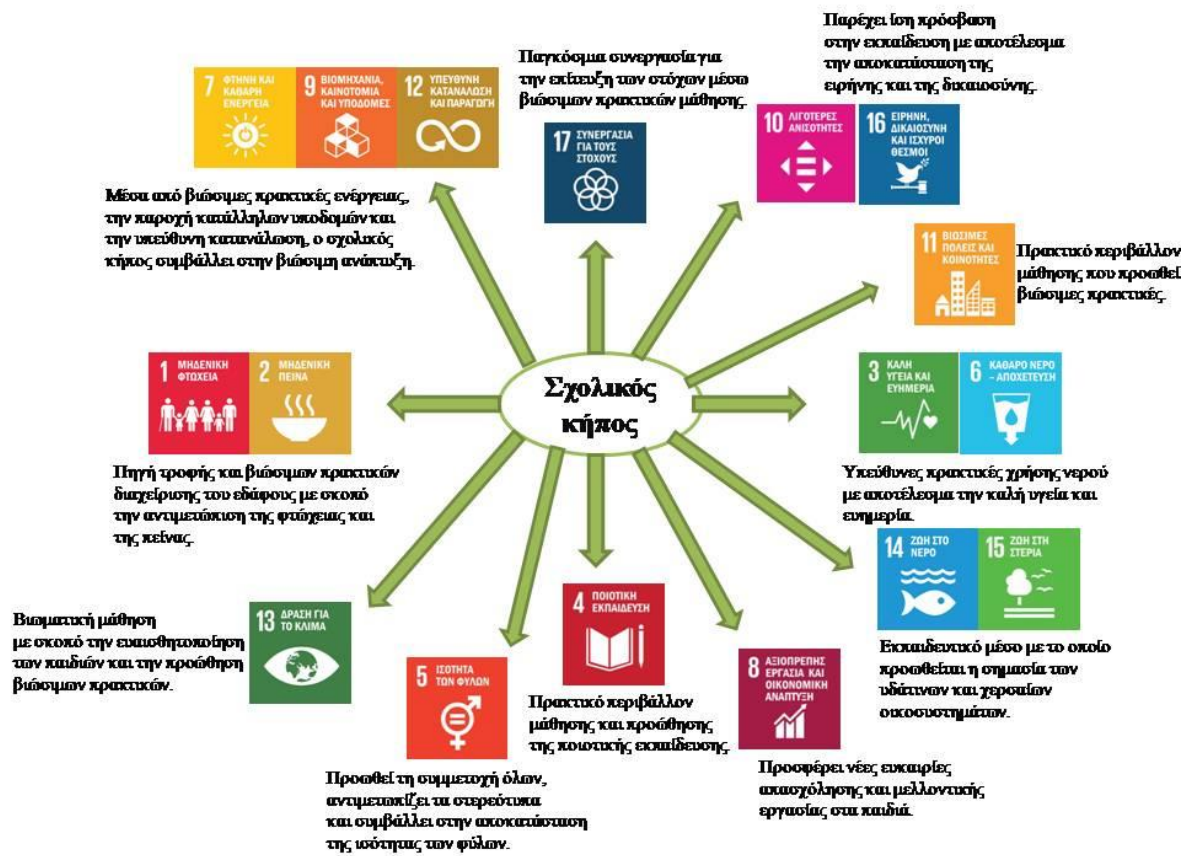 7 ΦΤΗΝΗ ΚΑΙ
ΚΑΘΑΡΗ
ΕΝΕΡΓΕΙΑ
9 ΒΙΟΜΗΧΑΝΙΑ,
ΚΑΙΝΟΤΟΜΙΑ
ΚΑΙ ΥΠΟΔΟΜΕΣ
12 ΥΠΕΥΘΥΝΗ
ΚΑΤΑΝΑΛΩΣΗ
ΚΑΙ ΠΑΡΑΓΩΓΗ
Μέσα από βιώσιμες πρακτικές ενέργειας,
την παροχή κατάλληλων υποδομών και
την υπεύθυνη κατανάλωση, ο σχολικός
κήπος συμβάλλει στην βιώσιμη ανάπτυξη.
Παγκόσμια συνεργασία για
την επίτευξη των στόχων μέσω
βιώσιμων πρακτικών μάθησης.
17 ΣΥΝΕΡΓΑΣΙΑ
ΓΙΑ ΤΟΥΣ
ΣΤΟΧΟΥΣ
Παρέχει ίση πρόσβαση
στην εκπαίδευση με αποτέλεσμα
την αποκατάσταση της
ειρήνης και της δικαιοσύνης.
10 ΛΙΓΟΤΕΡΕΣ
ΑΝΙΣΟΤΗΤΕΣ
16 ΕΙΡΗΝΗ,
ΔΙΚΑΙΟΣΥΝΗ
ΚΑΙ ΙΣΧΥΡΟΙ
ΘΕΣΜΟΙ
11 ΒΙΩΣΙΜΕΣ
ΠΟΛΕΙΣ ΚΑΙ
ΚΟΙΝΟΤΗΤΕΣ
Πρακτικό περιβάλλον
μάθησης που προωθεί
βιώσιμες πρακτικές.
1 ΜΗΔΕΝΙΚΗ
ΦΤΩΧΕΙΑ
2 ΜΗΔΕΝΙΚΗ
ΠΕΙΝΑ
Πηγή τροφής και βιώσιμων πρακτικών
διαχείρισης του εδάφους με σκοπό
την αντιμετώπιση της φτώχειας και
της πείνας.
Σχολικός
κήπος
3 ΚΑΛΗ
ΥΓΕΙΑ ΚΑΙ
ΕΥΗΜΕΡΙΑ
6 ΚΑΘΑΡΟ ΝΕΡΟ
– ΑΠΟΧΕΤΕΥΣΗ
Υπεύθυνες πρακτικές χρήσης νερού
με αποτέλεσμα την καλή υγεία και
ευημερία.
14 ΖΩΗ ΣΤΟ
ΝΕΡΟ
15 ΖΩΗ ΣΤΗ
ΣΤΕΡΙΑ
Εκπαιδευτικό μέσο με το οποίο
προωθείται η σημασία των
υδάτινων και χερσαίων
οικοσυστημάτων.
13 ΔΡΑΣΗ ΓΙΑ
ΤΟ ΚΛΙΜΑ
Βιωματική μάθηση
με σκοπό την ευαισθητοποίηση
των παιδιών και την προώθηση
βιώσιμων πρακτικών.
5 ΙΣΟΤΗΤΑ
ΤΩΝ ΦΥΛΩΝ
Προωθεί τη συμμετοχή όλων,
αντιμετωπίζει τα στερεότυπα
και συμβάλλει στην αποκατάσταση
της ισότητας των φύλων.
4 ΠΟΙΟΤΙΚΗ
ΕΚΠΑΙΔΕΥΣΗ
Πρακτικό περιβάλλον
μάθησης και προώθησης
της ποιοτικής εκπαίδευσης.
8 ΑΞΙΟΠΡΕΠΗΣ
ΕΡΓΑΣΙΑ ΚΑΙ
ΟΙΚΟΝΟΜΙΚΗ
ΑΝΑΠΤΥΞΗ
Προσφέρει νέες ευκαιρίες
απασχόλησης και μελλοντικής
εργασίας στα παιδιά.